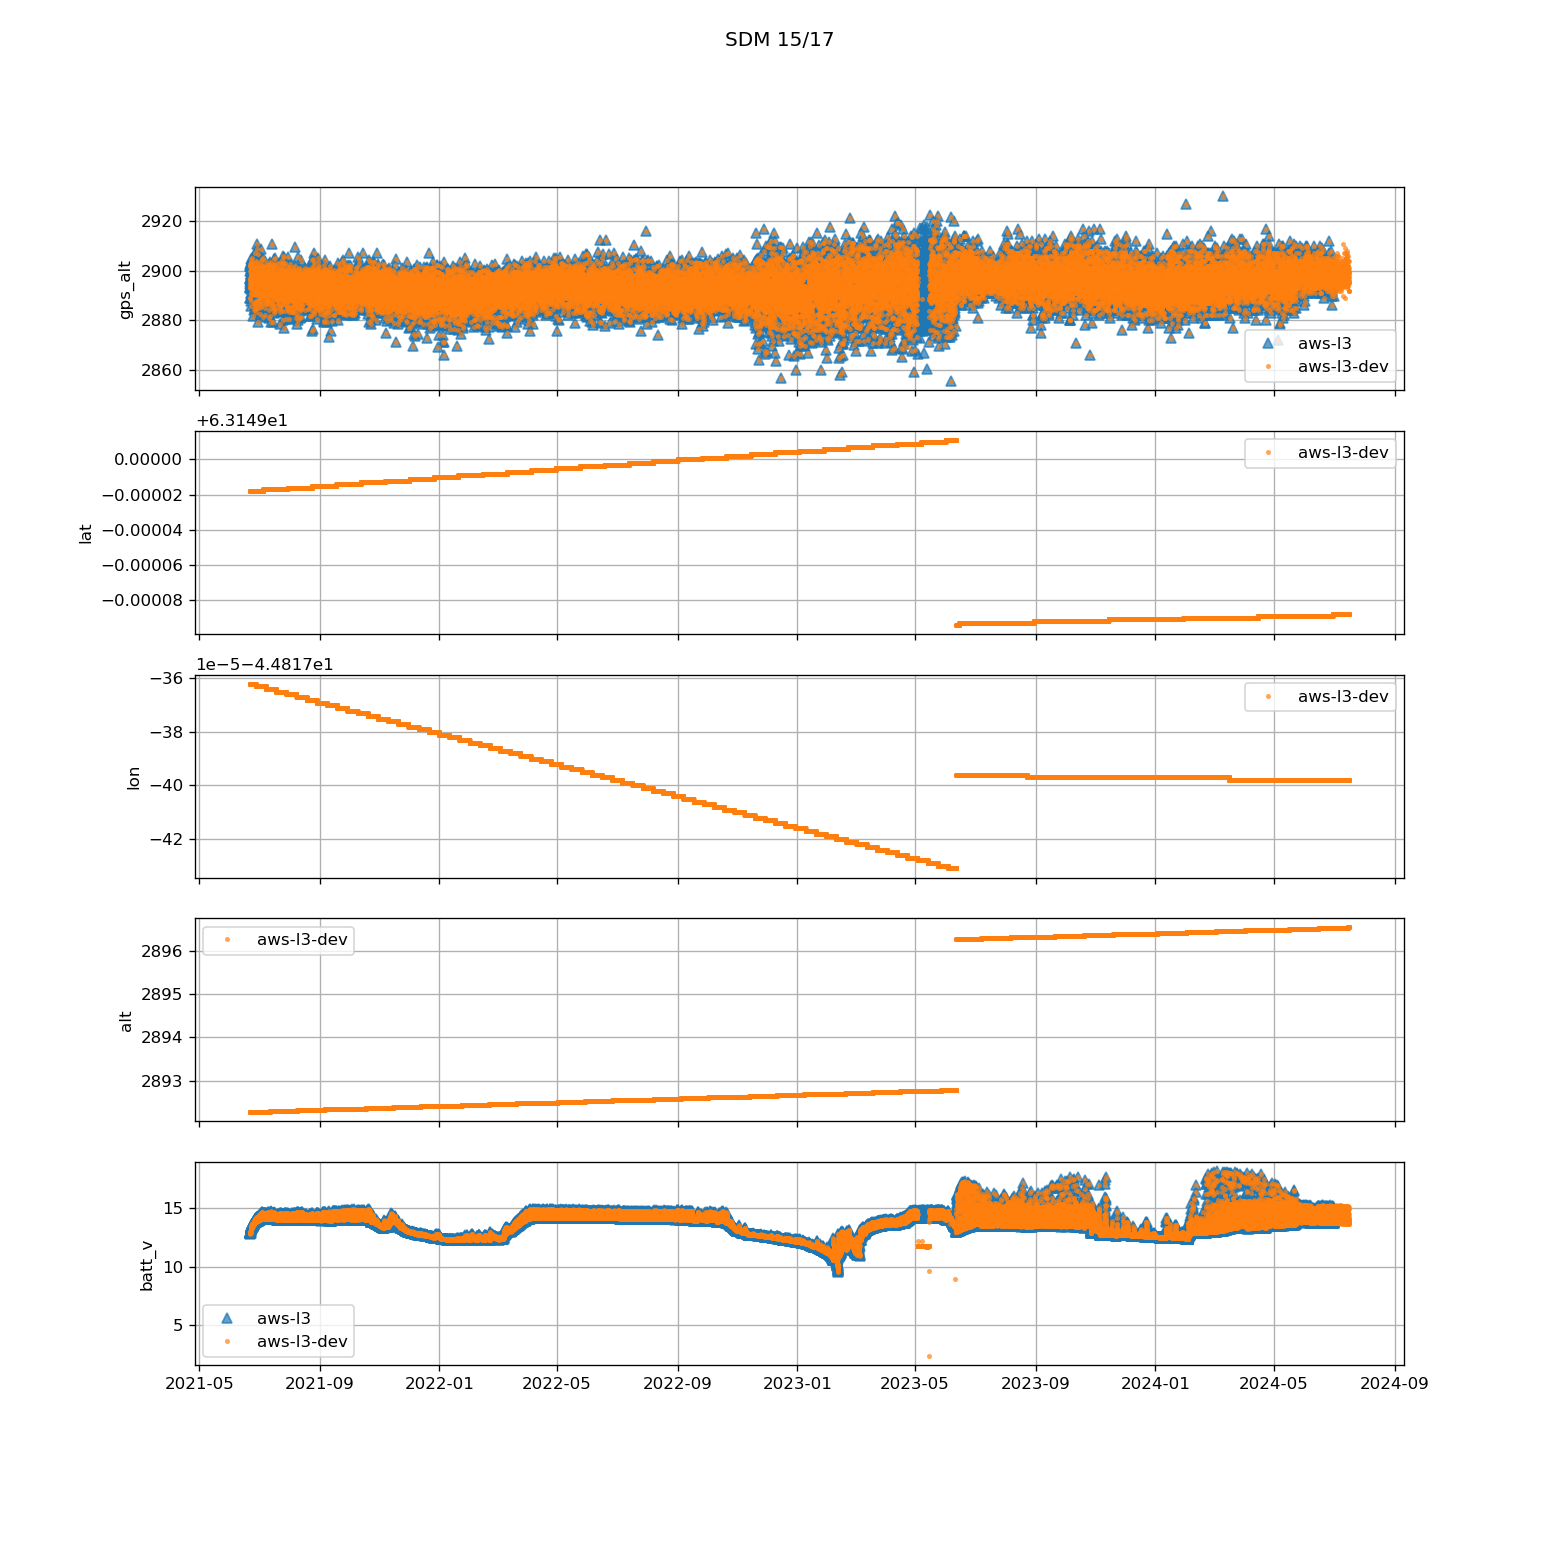 SDM 15/17
2920
2900
2880
2860
gps_alt
aws-l3
aws-l3-dev
+6.3149e1
0.00000
−0.00002
−0.00004
−0.00006
−0.00008
lat
aws-l3-dev
1e−5−4.4817e1
−36
−38
−40
−42
lon
aws-l3-dev
2896
2895
2894
2893
alt
aws-l3-dev
15
10
5
batt_v
aws-l3
aws-l3-dev
2021-05 2021-09 2022-01 2022-05 2022-09 2023-01 2023-05 2023-09 2024-01 2024-05 2024-09